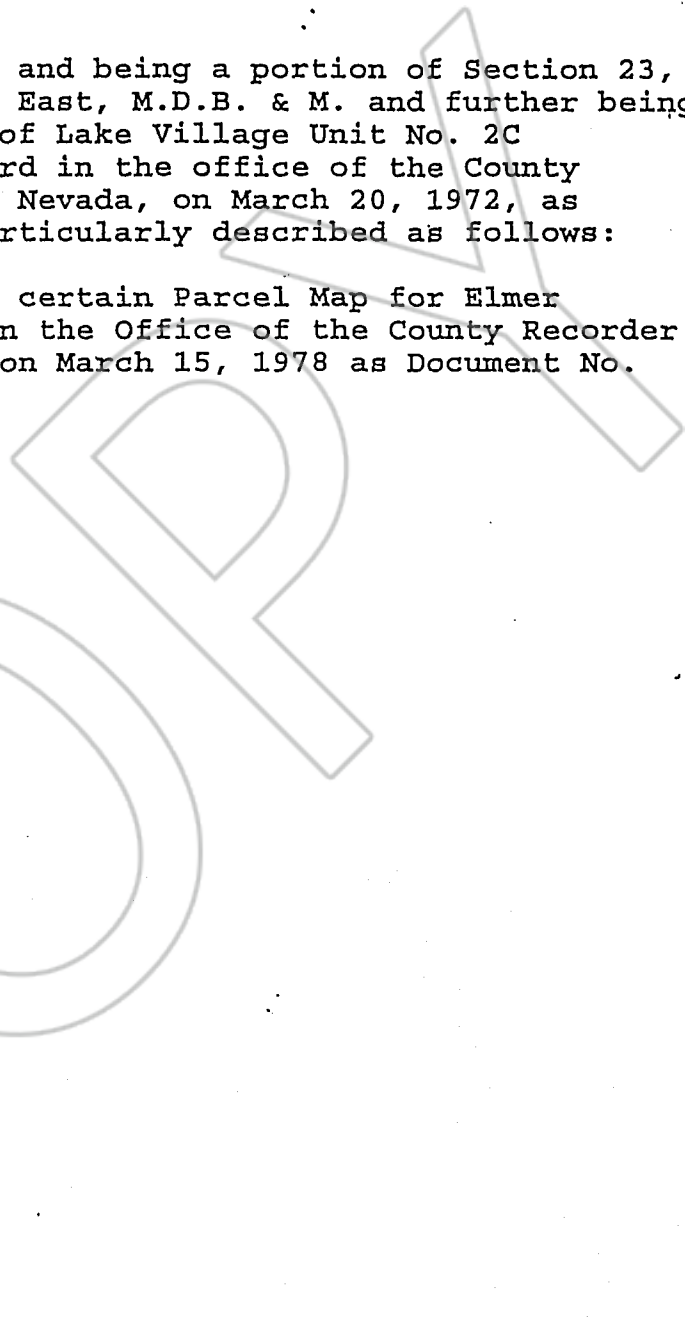 and being a portion of Section 23,
East, M.D.B. & M. and further being
of Lake Village Unit No. 2C
rd in the office of the County
Nevada, on March 20, 1972, as
rticularly described as follows:
certain Parcel Map for Elmer
n the Office of the County Recorder
on March 15, 1978 as Document No.
OPY